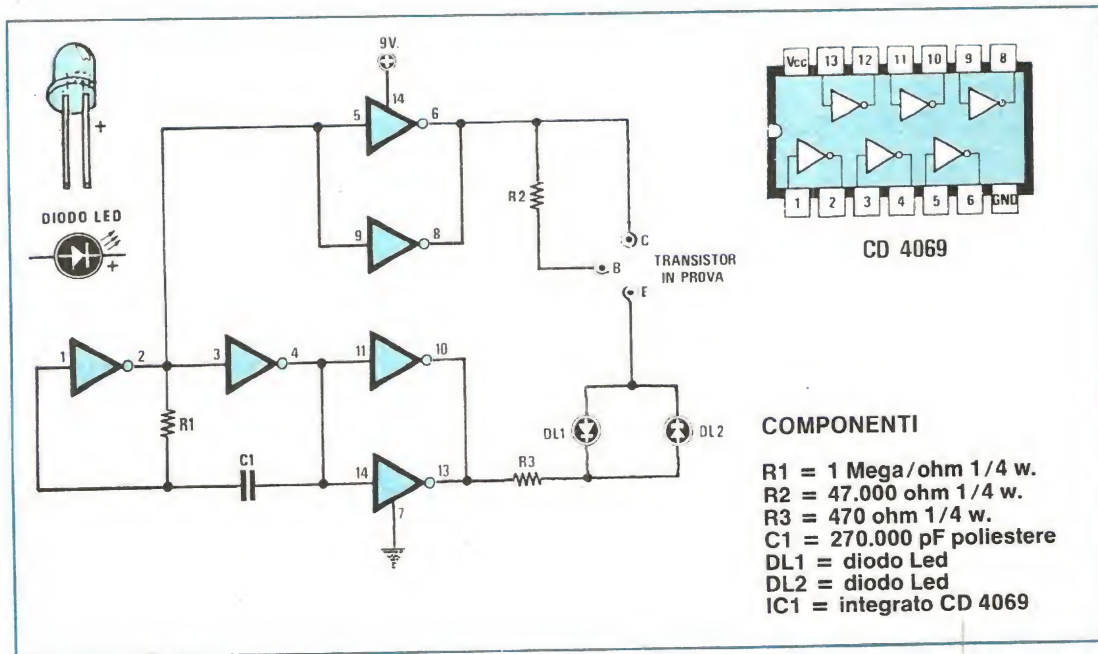 DIODO LED
+
+
9V.
14
5
6
9
8
R2
C
B
E
TRANSISTOR
IN PROVA
1
2
3
4
11
10
R1
C1
14
13
7
R3
DL1
DL2
Vcc 13 12 11 10 9 8
1 2 3 4 5 6 GND
CD 4069
COMPONENTI
R1 = 1 Mega/ohm 1/4 w.
R2 = 47.000 ohm 1/4 w.
R3 = 470 ohm 1/4 w.
C1 = 270.000 pF poliestere
DL1 = diodo Led
DL2 = diodo Led
IC1 = integrato CD 4069